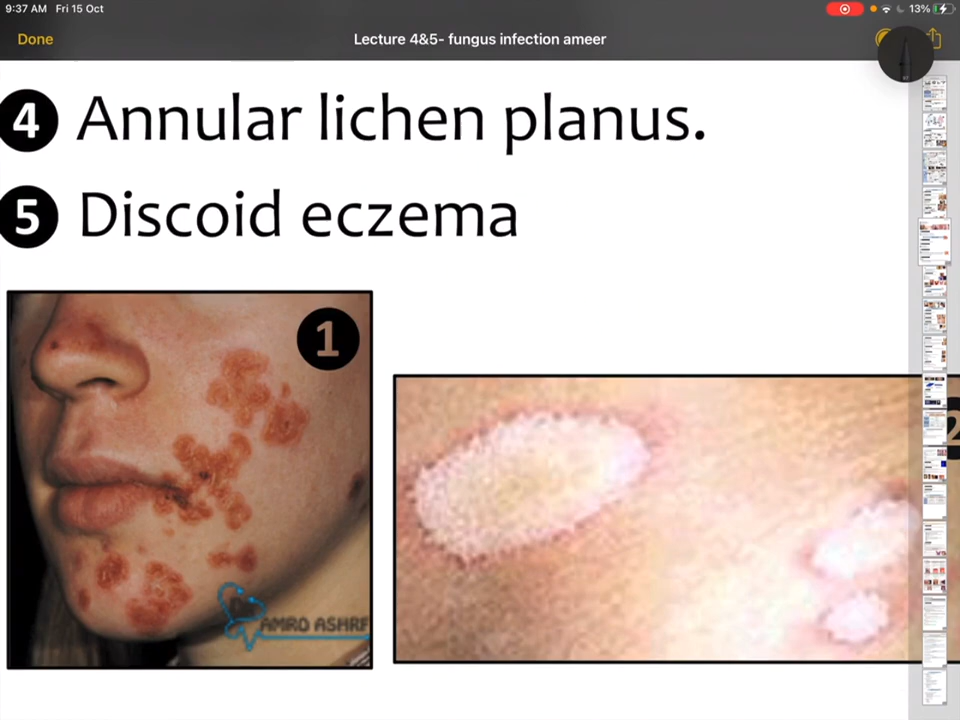 9:37 AM Fri 15 Oct
13%
Done
Lecture 4&5- fungus infection ameer
4 Annular lichen planus.
5 Discoid eczema
1
2
AMRO ASHRF